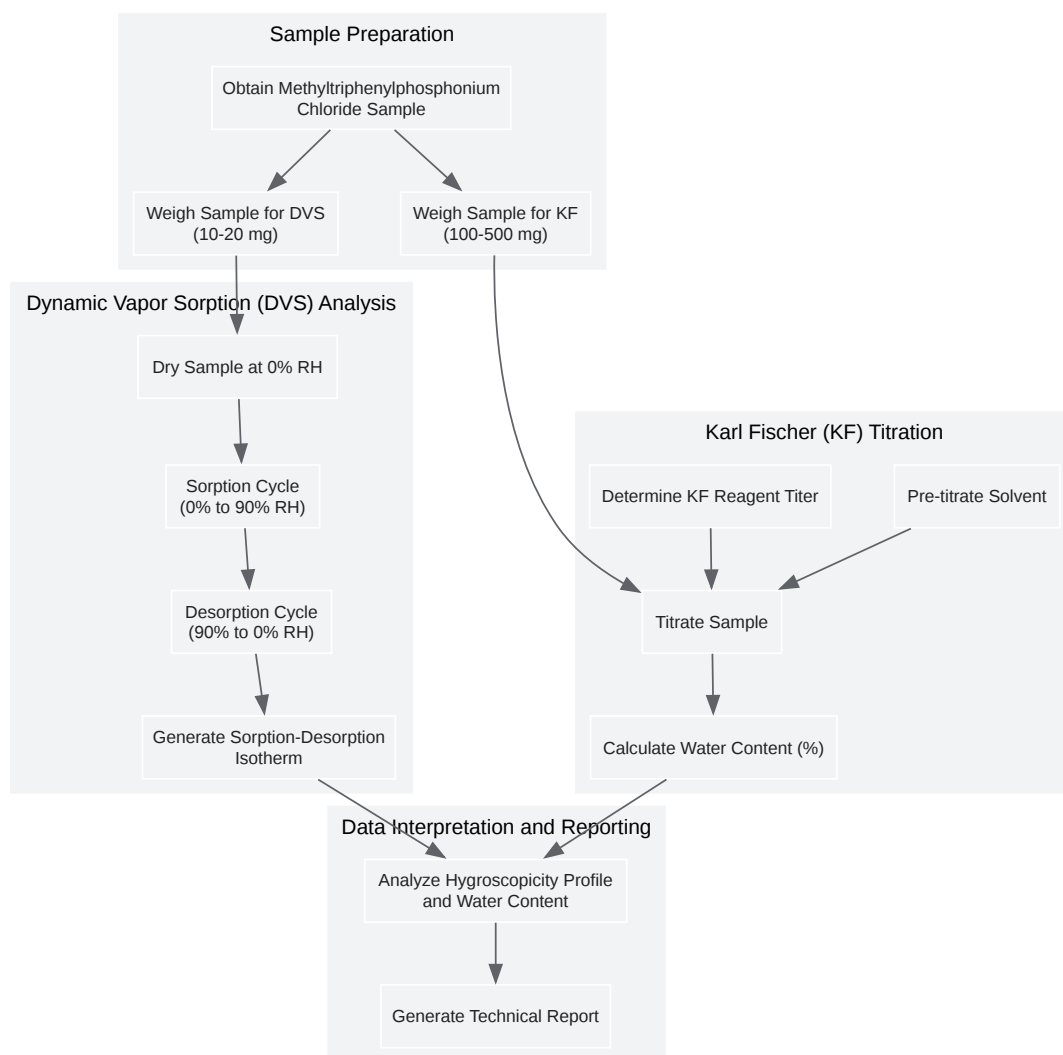 Sample Preparation
Obtain Methyltriphenylphosphonium
Chloride Sample
Weigh Sample for DVS
(10-20 mg)
Weigh Sample for KF
(100-500 mg)
Dynamic Vapor Sorption (DVS) Analysis
Dry Sample at 0% RH
Sorption Cycle
(0% to 90% RH)
Desorption Cycle
(90% to 0% RH)
Generate Sorption-Desorption
Isotherm
Karl Fischer (KF) Titration
Determine KF Reagent Titer
Pre-titrate Solvent
Titrate Sample
Calculate Water Content (%)
Data Interpretation and Reporting
Analyze Hygroscopicity Profile
and Water Content
Generate Technical Report